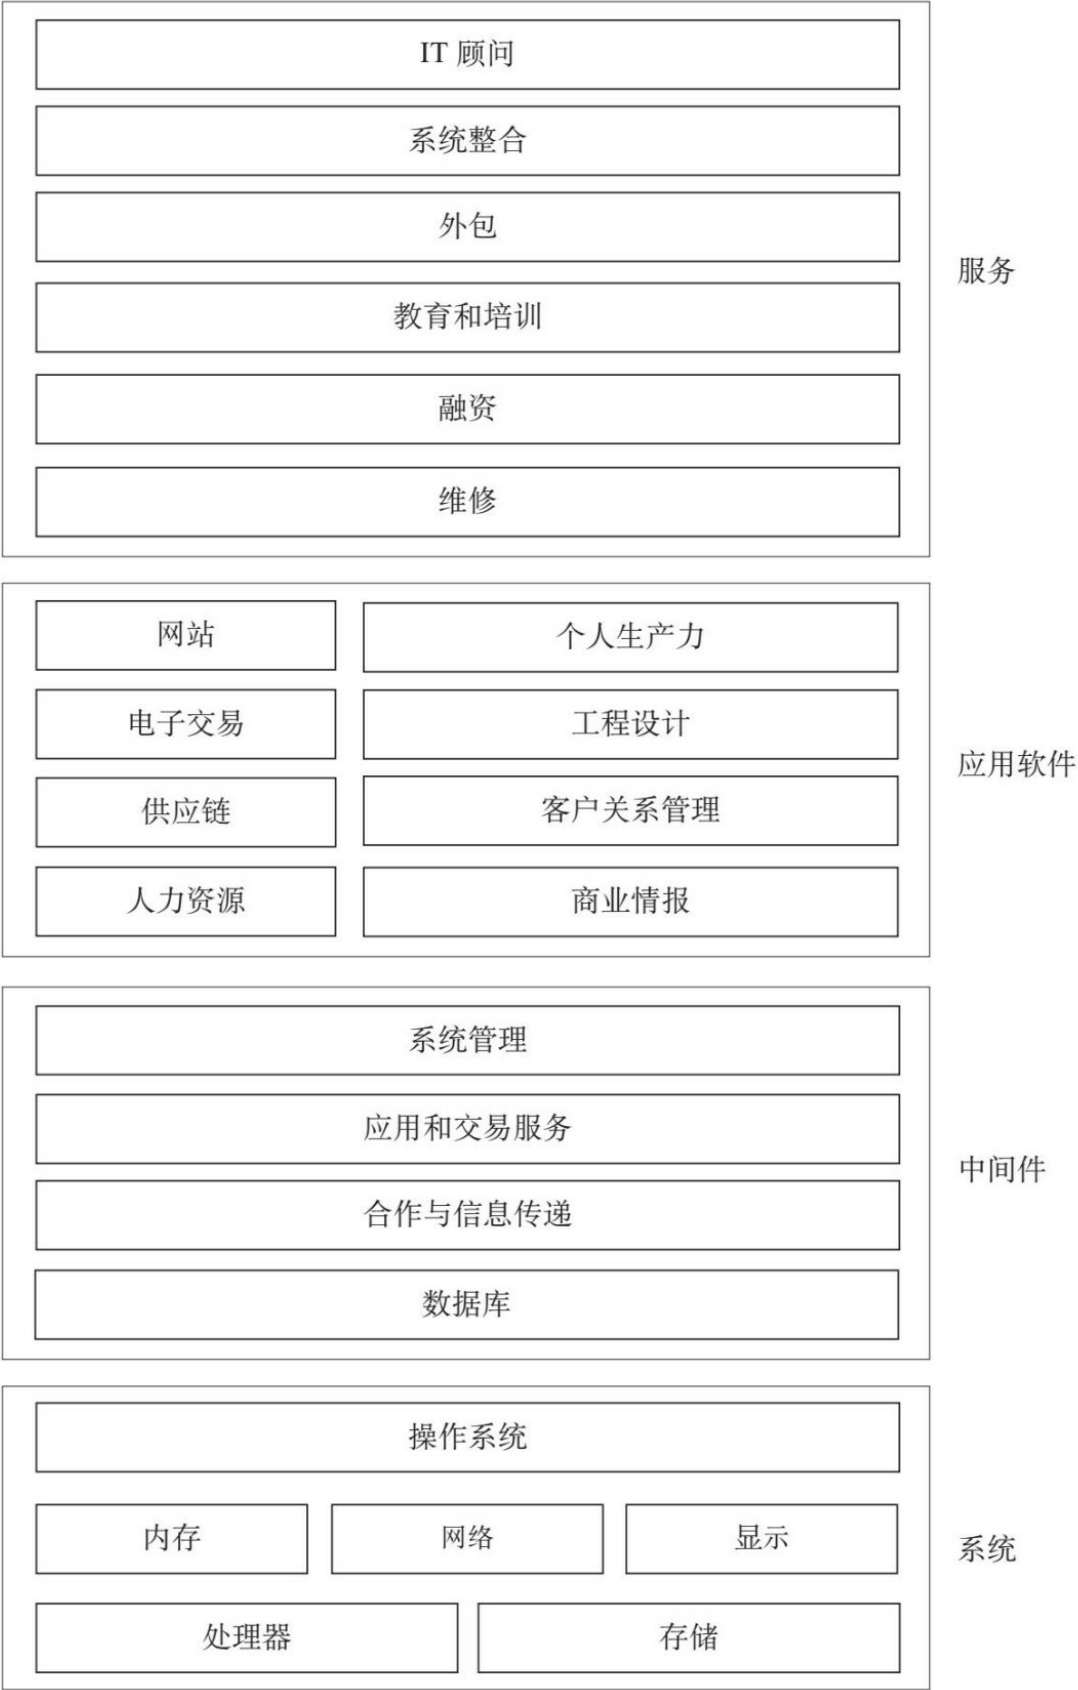 IT 顾问
系统整合
外包
教育和培训
融资
维修
服务
网站
个人生产力
电子交易
工程设计
供应链
客户关系管理
人力资源
商业情报
应用软件
系统管理
应用和交易服务
合作与信息传递
数据库
中间件
操作系统
内存
网络
显示
处理器
存储
系统